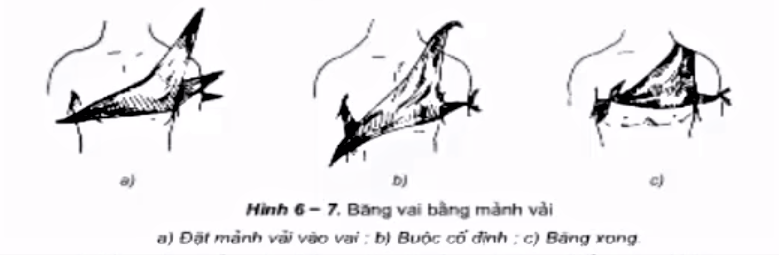 a) b) c)
Hình 6 – 7. Băng vai bằng mảnh vải
a) Đặt mảnh vải vào vai ; b) Buộc cố định ; c) Băng xong.